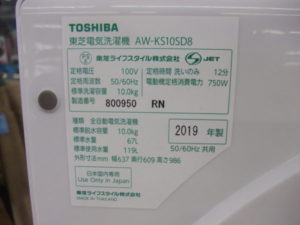 TOSHIBA
東芝電気洗濯機 AW-KS10SD8
東芝ライフスタイル株式会社 S JET
定格電圧 100V 定格時間 洗いのみ 12分
定格周波数 50/60Hz 電動機定格消費電力 750W
標準洗濯容量 10.0kg
製造番号 800950 RN
種類 全自動電気洗濯機
標準脱水容量 10.0kg
標準水量 67L
標準使用水量 119L
外形寸法 mm 幅637 奥行609 高さ986
2019 年製
50/60Hz 共用
日本国内専用
Use Only in Japan
東芝ライフスタイル株式会社
MADE IN THAILAND